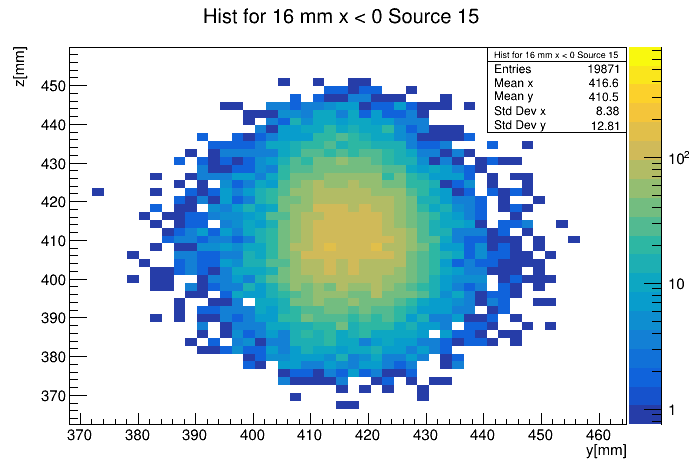 Hist for 16 mm x < 0 Source 15
z[mm]
Hist for 16 mm x < 0 Source 15
Entries 19871
Mean x 416.6
Mean y 410.5
Std Dev x 8.38
Std Dev y 12.81
450
440
430
420
410
400
390
380
370
370 380 390 400 410 420 430 440 450 460
y[mm]
10²
10
1